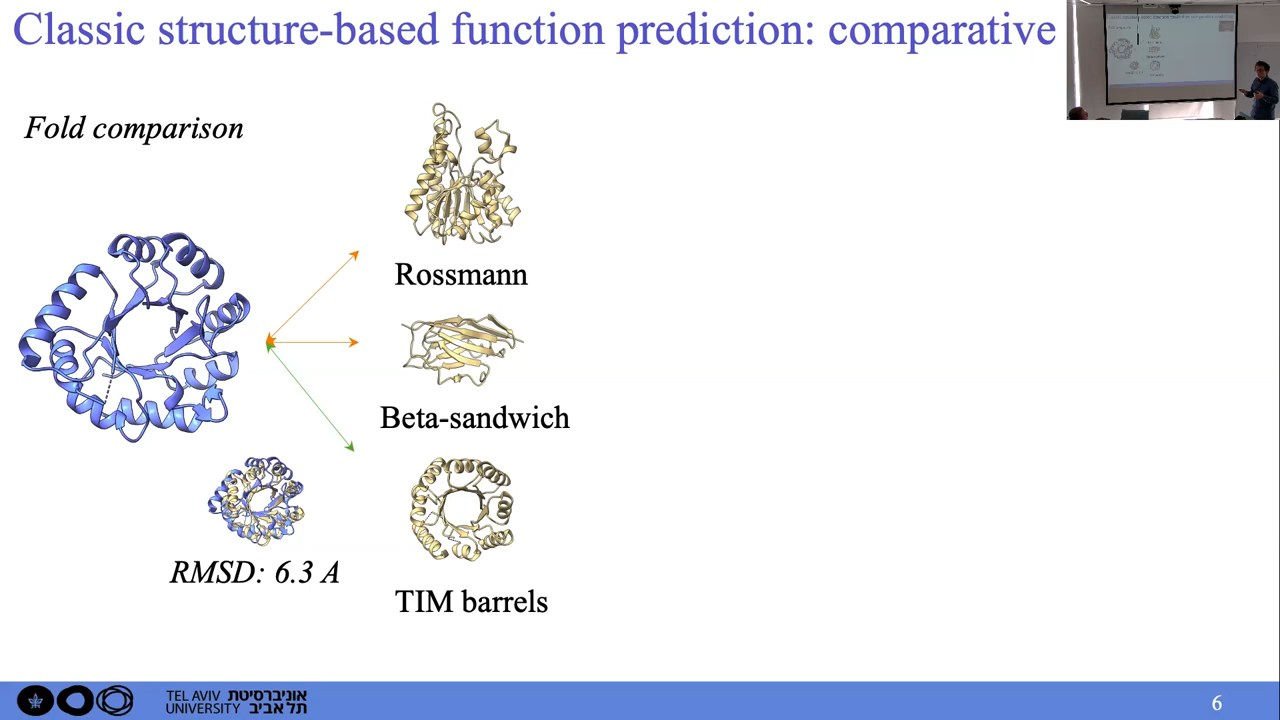 Classic structure-based function prediction: comparative
Fold comparison
Rossmann
Beta-sandwich
RMSD: 6.3 A
TIM barrels
TEL AVIV אוניברסיטת
UNIVERSITY תל אביב
6